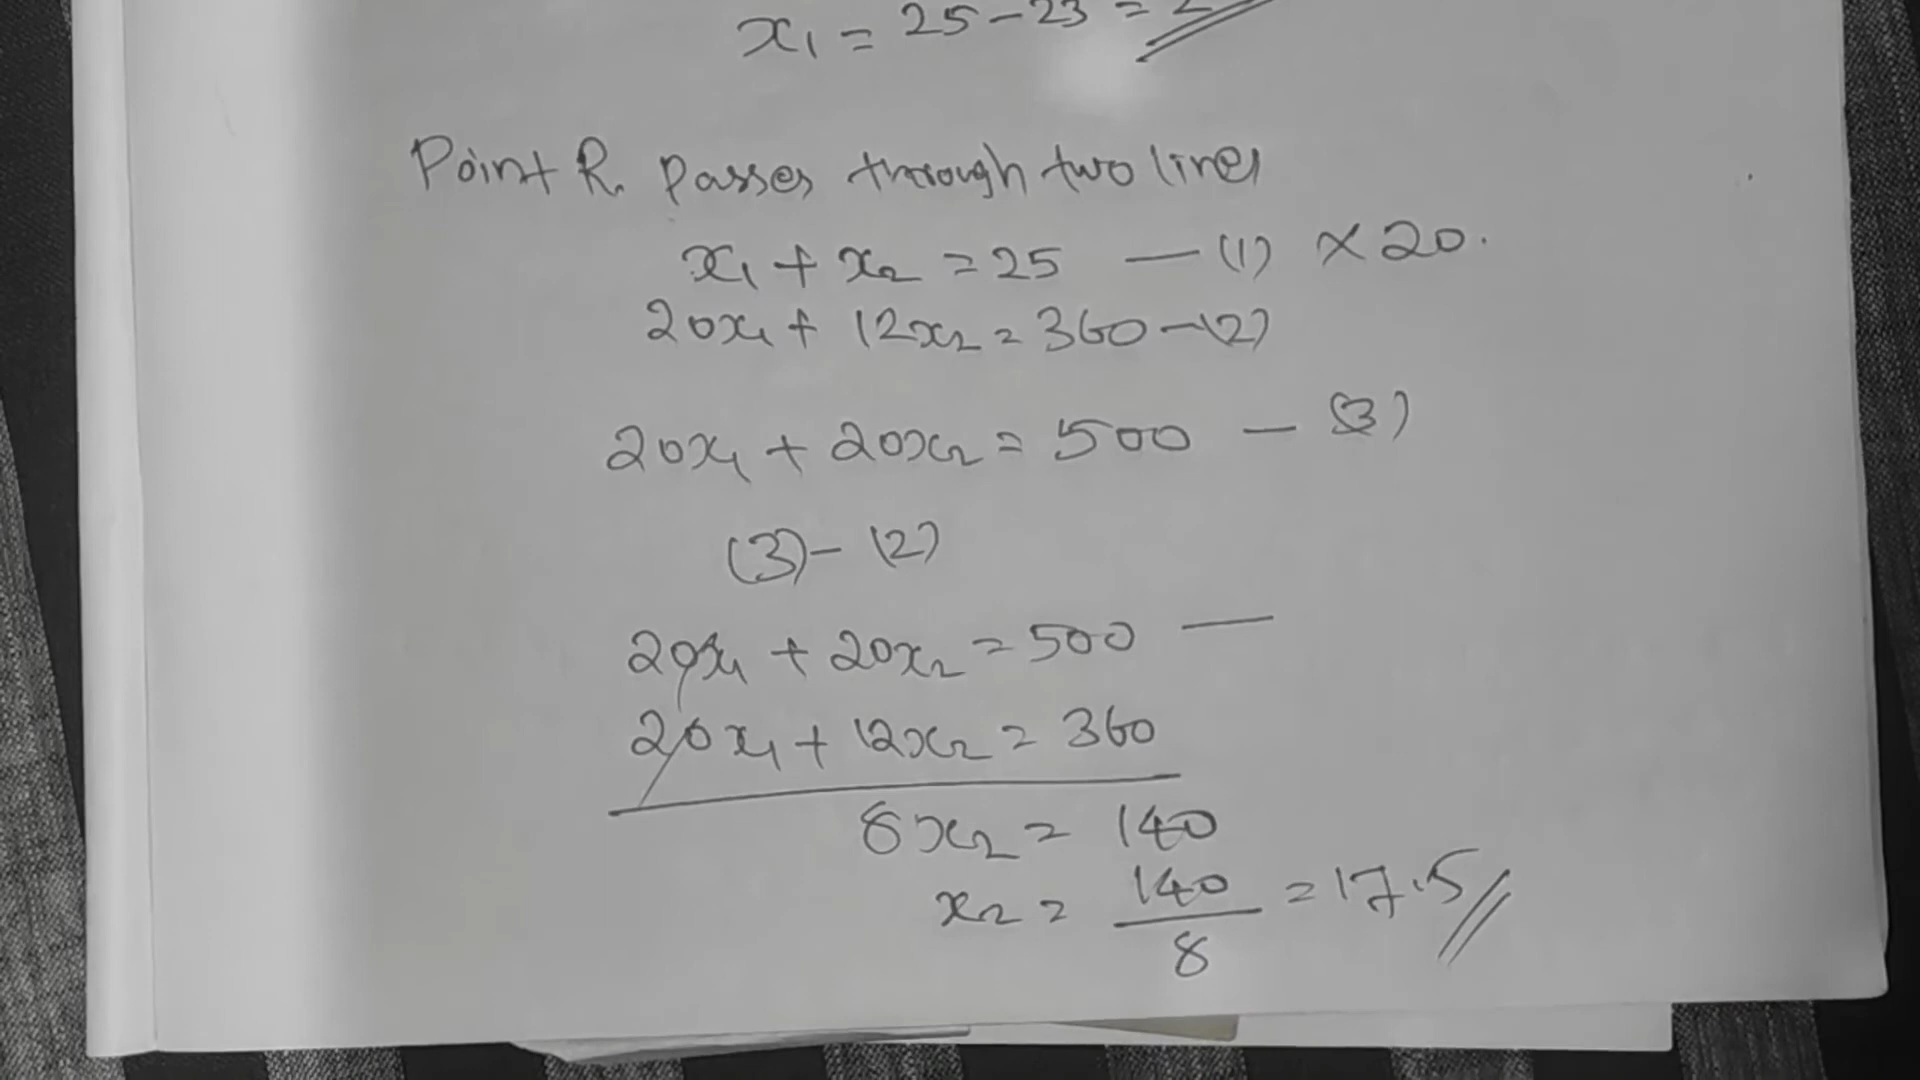 x₁ = 25 - 23 = 2
Point R. passes through two lines
x₁ + x₂ = 25 — (1) × 20.
20x₁ + 12x₂ = 360 — (2)
20x₁ + 20x₂ = 500 — (3)
(3) - (2)
20x₁ + 20x₂ = 500 —
20x₁ + 12x₂ = 360
8x₂ = 140
x₂ = 140/8 = 17.5